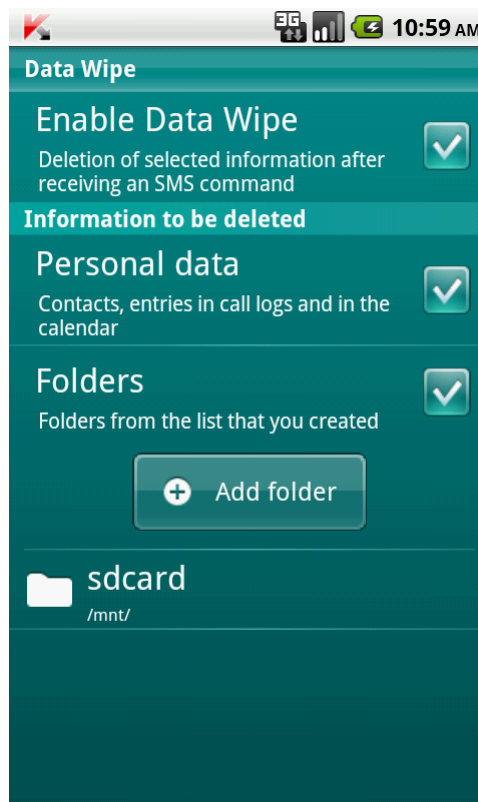 3G 10:59 AM
Data Wipe
Enable Data Wipe
Deletion of selected information after
receiving an SMS command
Information to be deleted
Personal data
Contacts, entries in call logs and in the
calendar
Folders
Folders from the list that you created
Add folder
sdcard
/mnt/